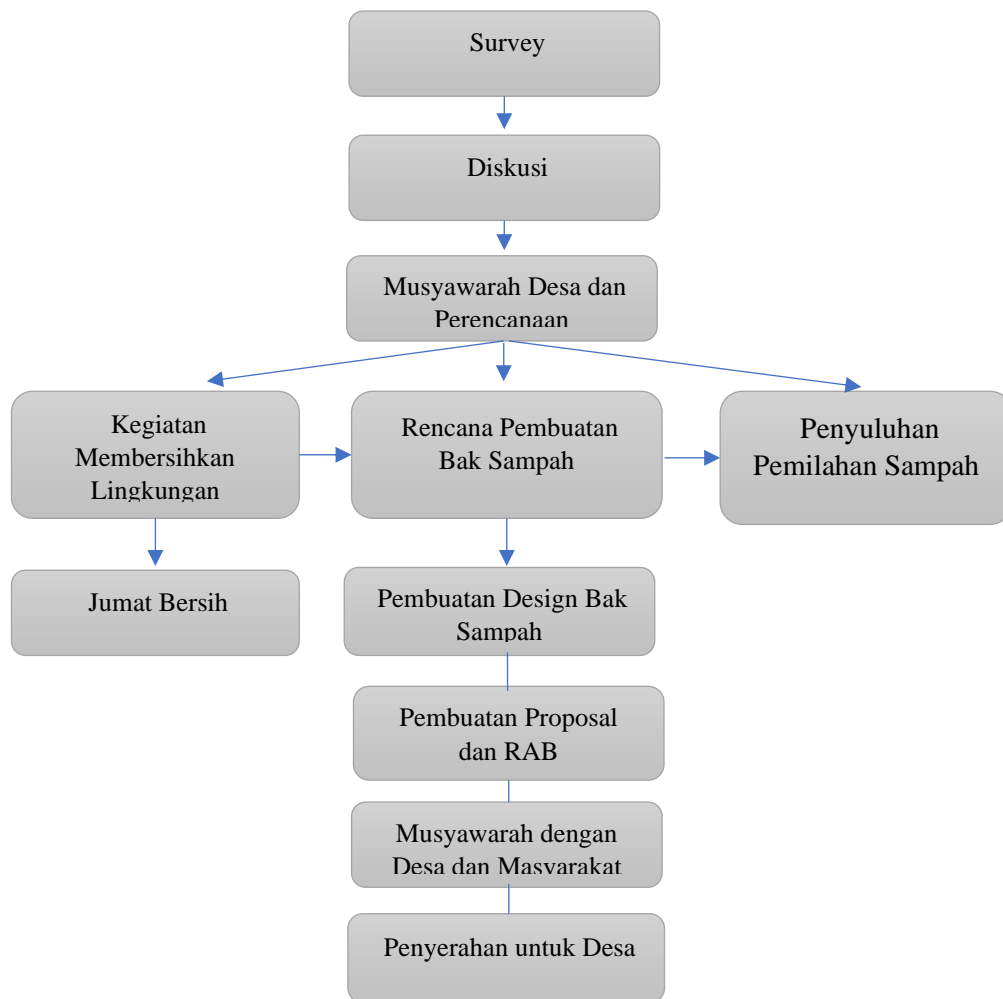 Survey
Diskusi
Musyawarah Desa dan
Perencanaan
Kegiatan
Membersihkan
Lingkungan
Rencana Pembuatan
Bak Sampah
Penyuluhan
Pemilahan Sampah
Jumat Bersih
Pembuatan Design Bak
Sampah
Pembuatan Proposal
dan RAB
Musyawarah dengan
Desa dan Masyarakat
Penyerahan untuk Desa